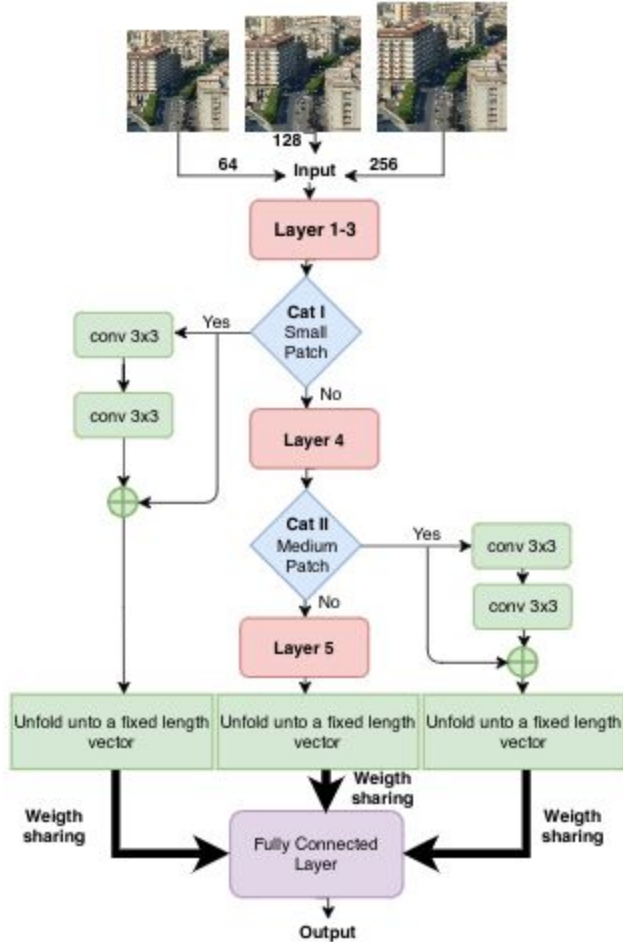 128
64
Input
256
Layer 1-3
Cat I
Small
Patch
Yes
No
conv 3x3
conv 3x3
Layer 4
Cat II
Medium
Patch
Yes
No
conv 3x3
conv 3x3
Layer 5
Unfold unto a fixed length
vector
Unfold unto a fixed length
vector
Unfold unto a fixed length
vector
Weigth
sharing
Weigth
sharing
Weigth
sharing
Fully Connected
Layer
Output